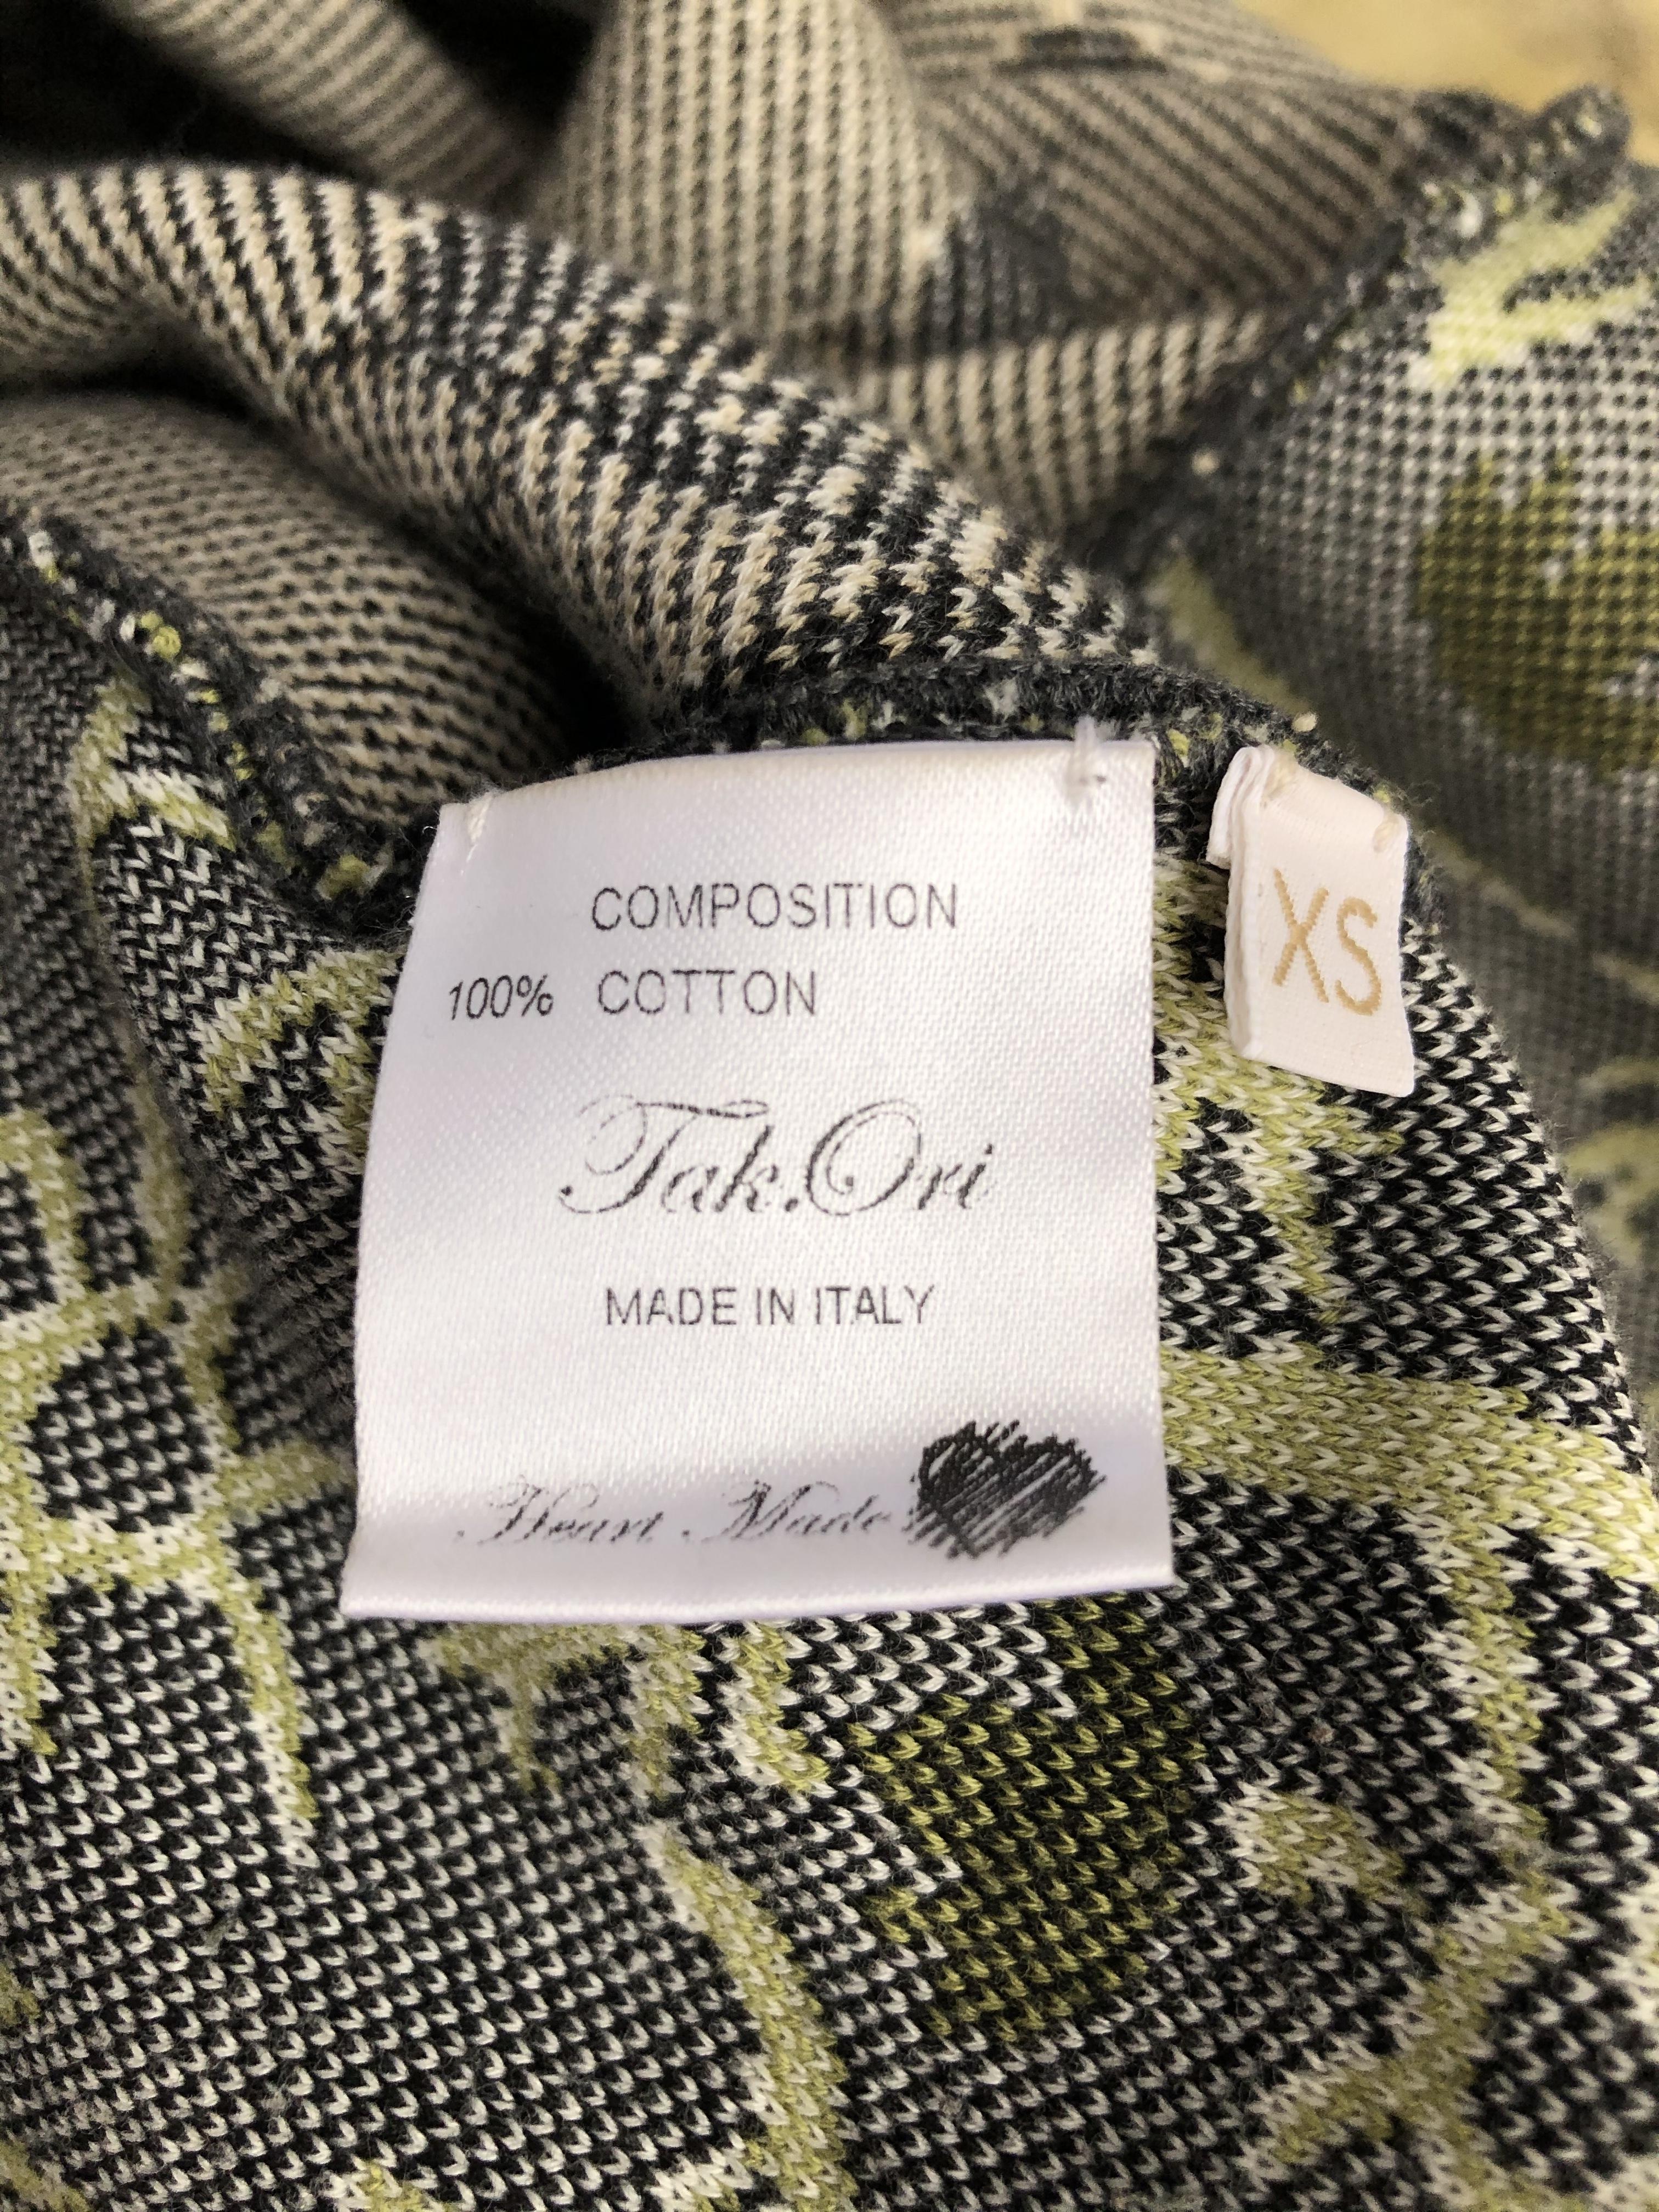 COMPOSITION
100% COTTON
Tak.Ori
MADE IN ITALY
Heart Made
XS